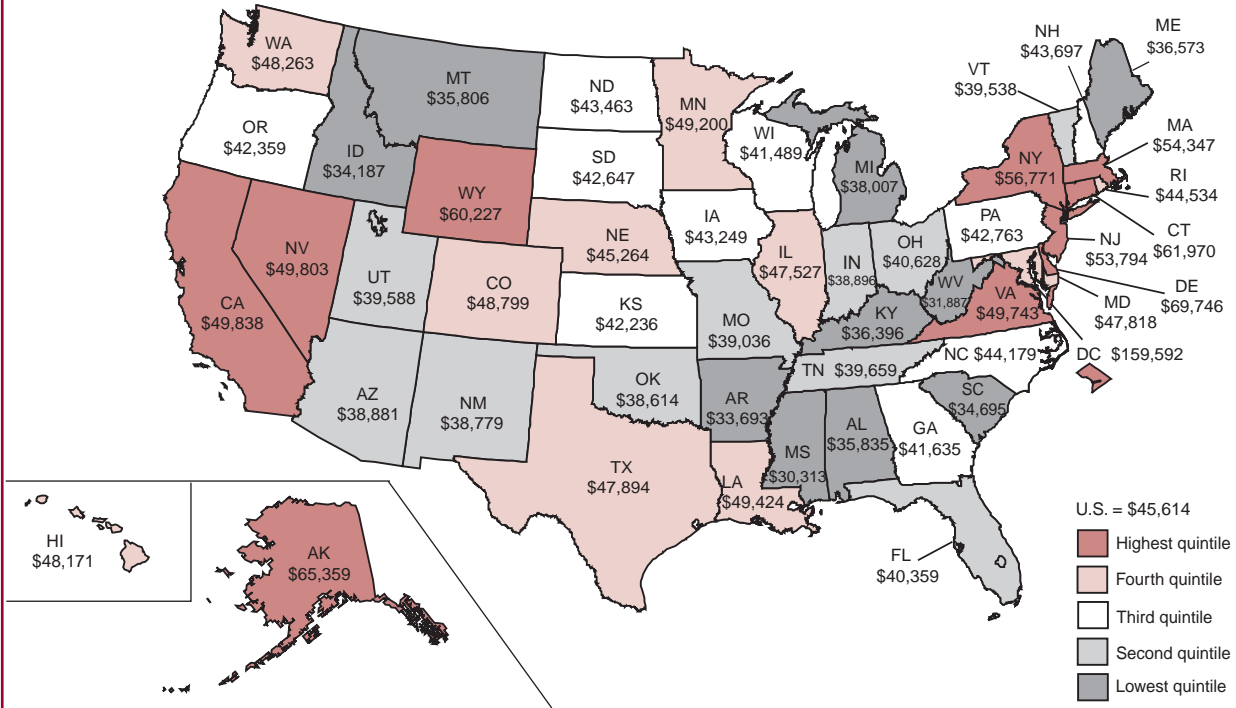 WA
$48,263
MT
$35,806
ND
$43,463
MN
$49,200
OR
$42,359
ID
$34,187
SD
$42,647
WI
$41,489
WY
$60,227
MI
$38,007
NH
$43,697
ME
$36,573
VT
$39,538
MA
$54,347
NY
$56,771
RI
$44,534
CT
$61,970
NV
$49,803
CA
$49,838
UT
$39,588
CO
$48,799
NE
$45,264
IA
$43,249
IL
$47,527
IN
$38,896
OH
$40,628
PA
$42,763
NJ
$53,794
DE
$69,746
MD
$47,818
DC $159,592
WV
$31,887
VA
$49,743
KS
$42,236
MO
$39,036
KY
$36,396
NC $44,179
TN $39,659
AZ
$38,881
NM
$38,779
OK
$38,614
AR
$33,693
SC
$34,695
MS
$30,313
AL
$35,835
GA
$41,635
TX
$47,894
LA
$49,424
FL
$40,359
HI
$48,171
AK
$65,359
U.S. = $45,614
Highest quintile
Fourth quintile
Third quintile
Second quintile
Lowest quintile